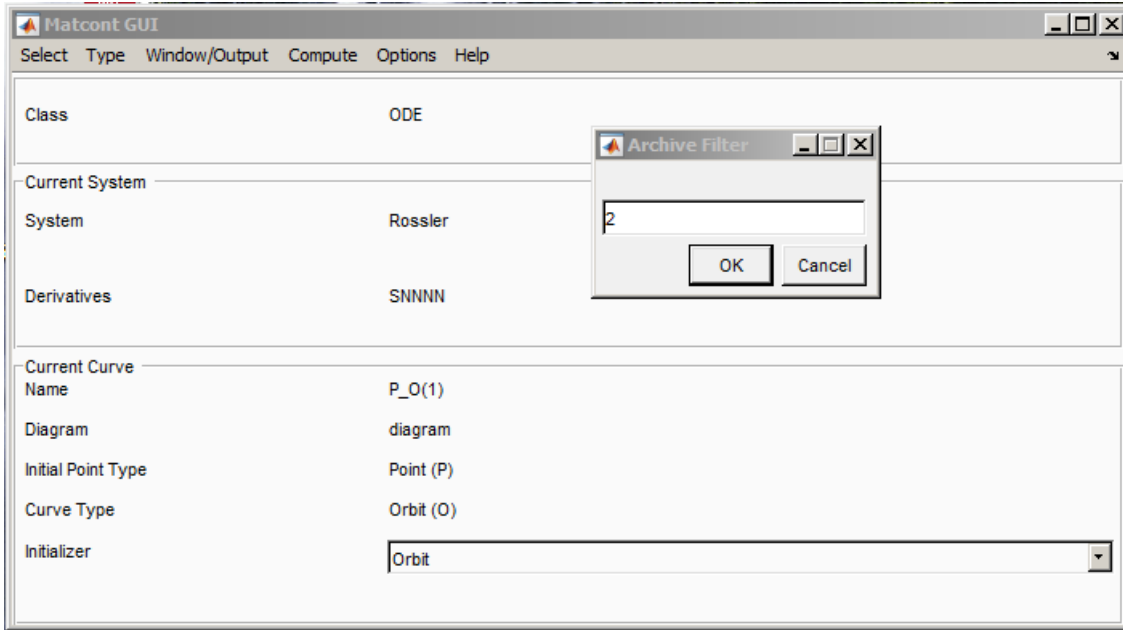 Matcont GUI
Select Type Window/Output Compute Options Help
Class ODE
Archive Filter
2
OK Cancel
Current System
System Rossler
Derivatives SNNNN
Current Curve
Name P_O(1)
Diagram diagram
Initial Point Type Point (P)
Curve Type Orbit (O)
Initializer Orbit